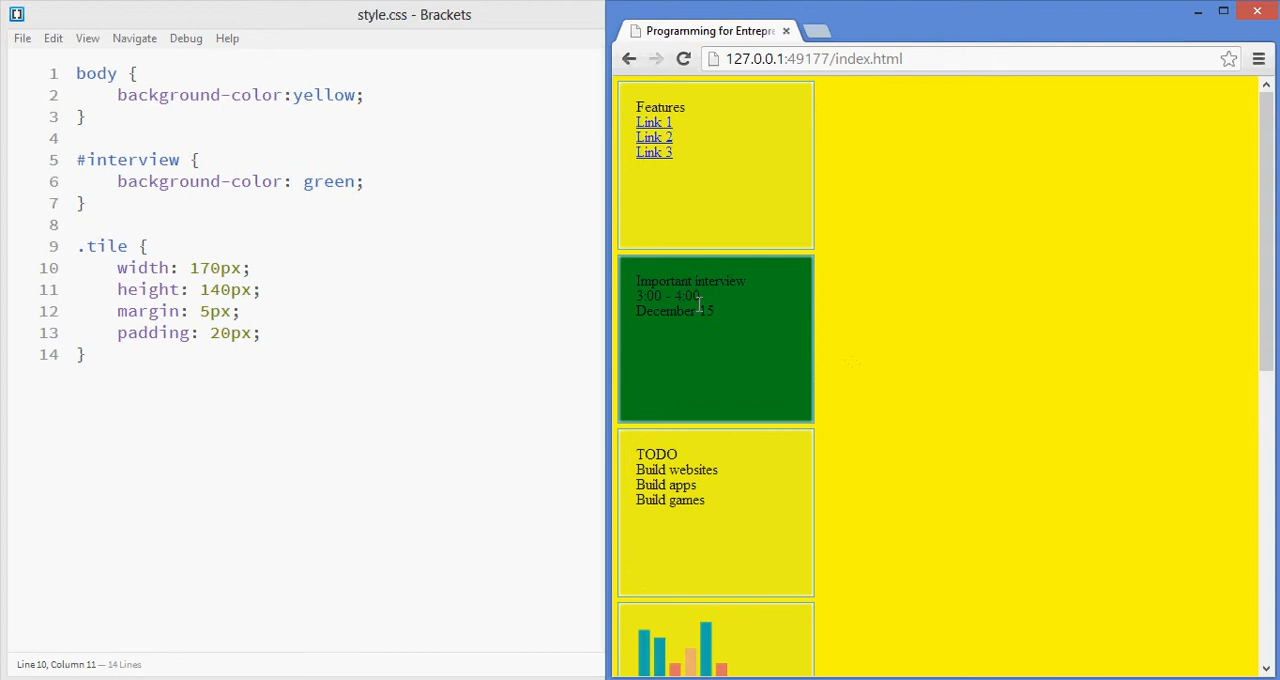 style.css - Brackets
File Edit View Navigate Debug Help
1 body {
2 background-color:yellow;
3 }
4
5 #interview {
6 background-color: green;
7 }
8
9 .tile {
10 width: 170px;
11 height: 140px;
12 margin: 5px;
13 padding: 20px;
14 }
Line 10, Column 11 — 14 Lines
Programming for Entrepre
127.0.0.1:49177/index.html
Features
Link 1
Link 2
Link 3
Important interview
3:00 - 4:00
December 15
TODO
Build websites
Build apps
Build games